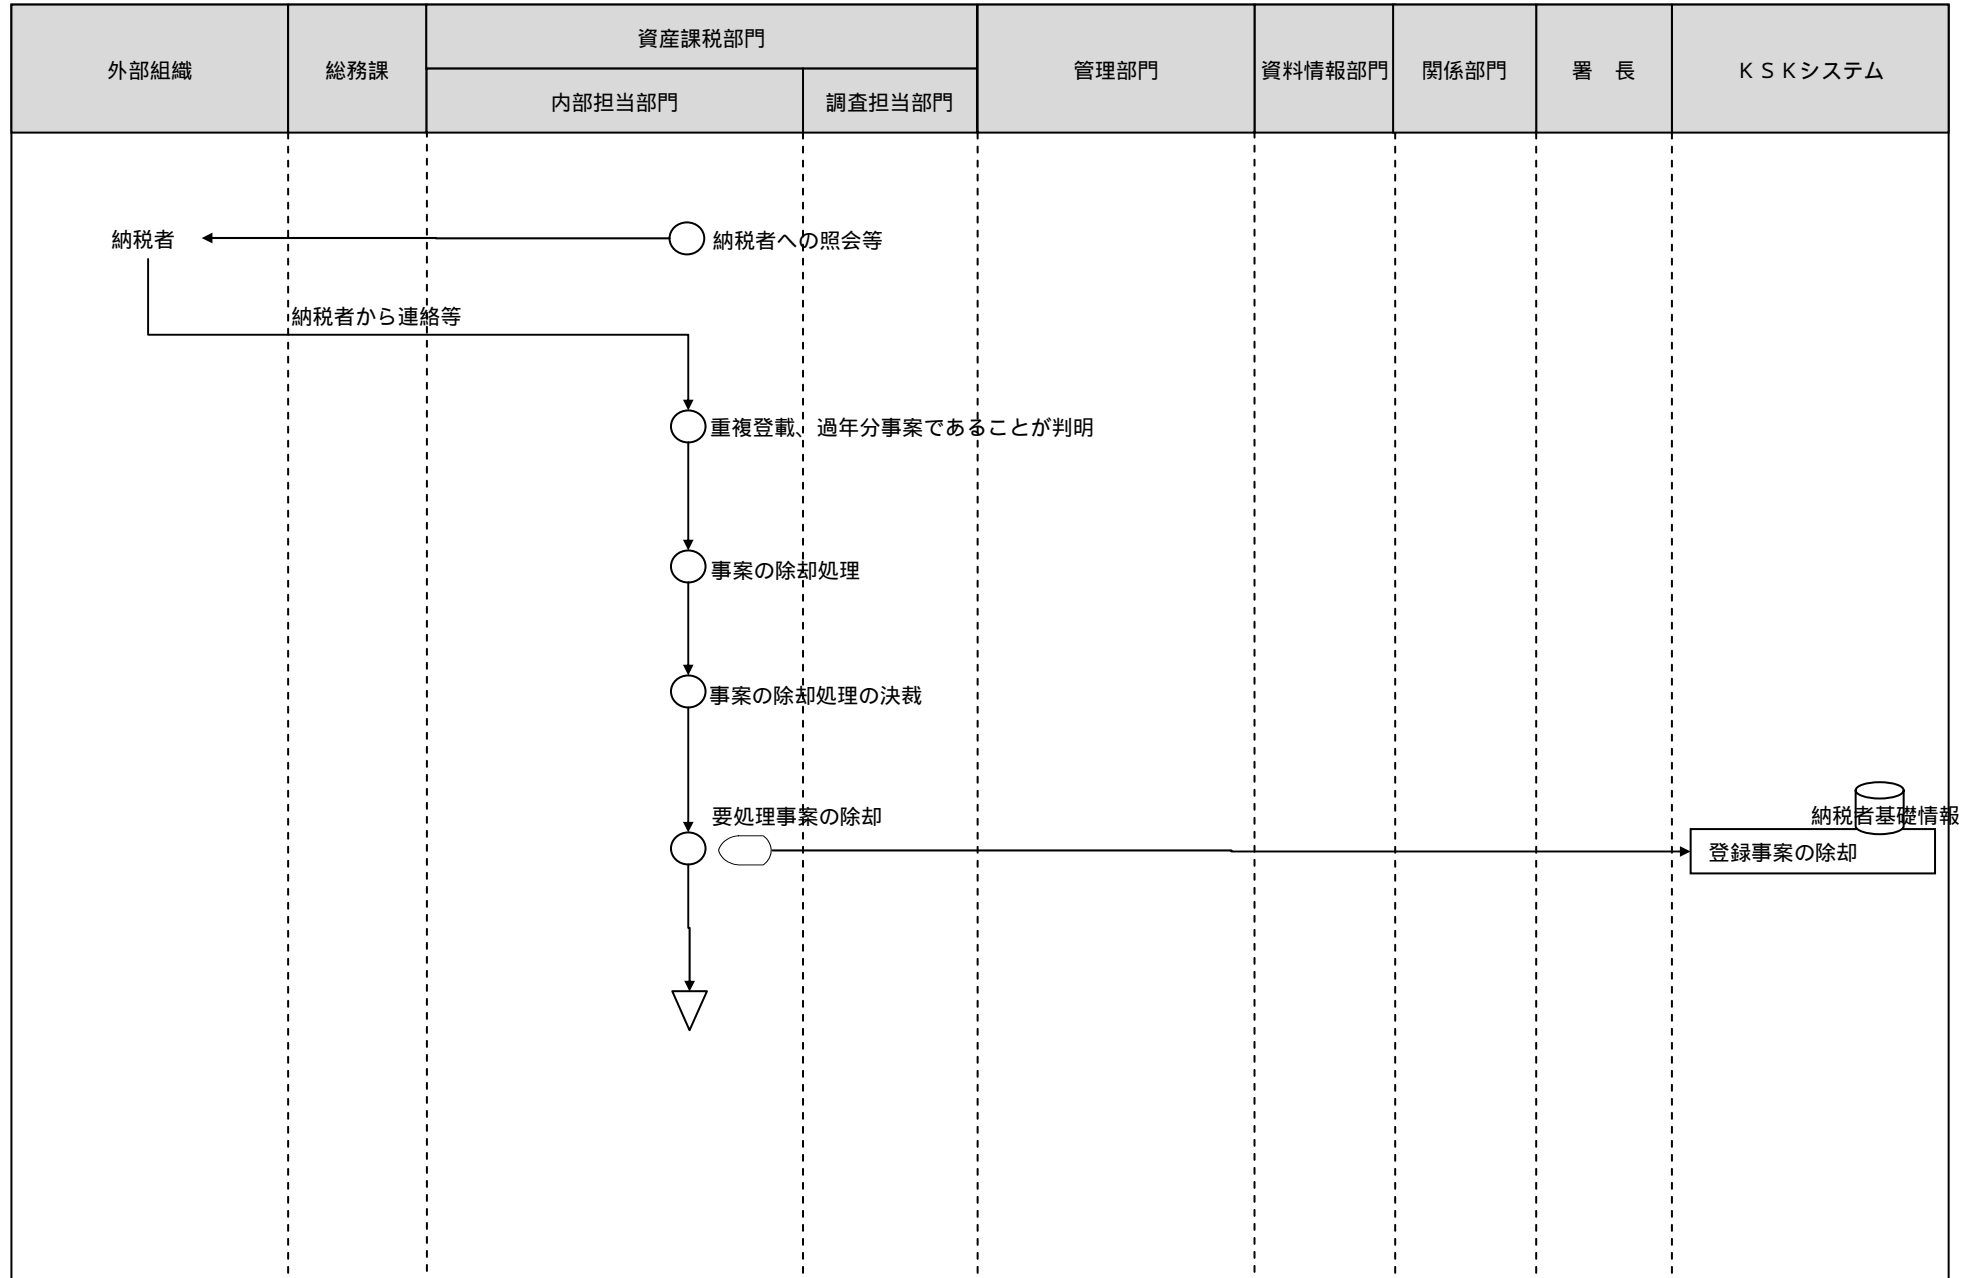 外部組織
総務課
資産課税部門
内部担当部門
調査担当部門
管理部門
資料情報部門
関係部門
署　長
ＫＳＫシステム
納税者
納税者への照会等
納税者から連絡等
重複登載、過年分事案であることが判明
事案の除却処理
事案の除却処理の決裁
要処理事案の除却
納税者基礎情報
登録事案の除却